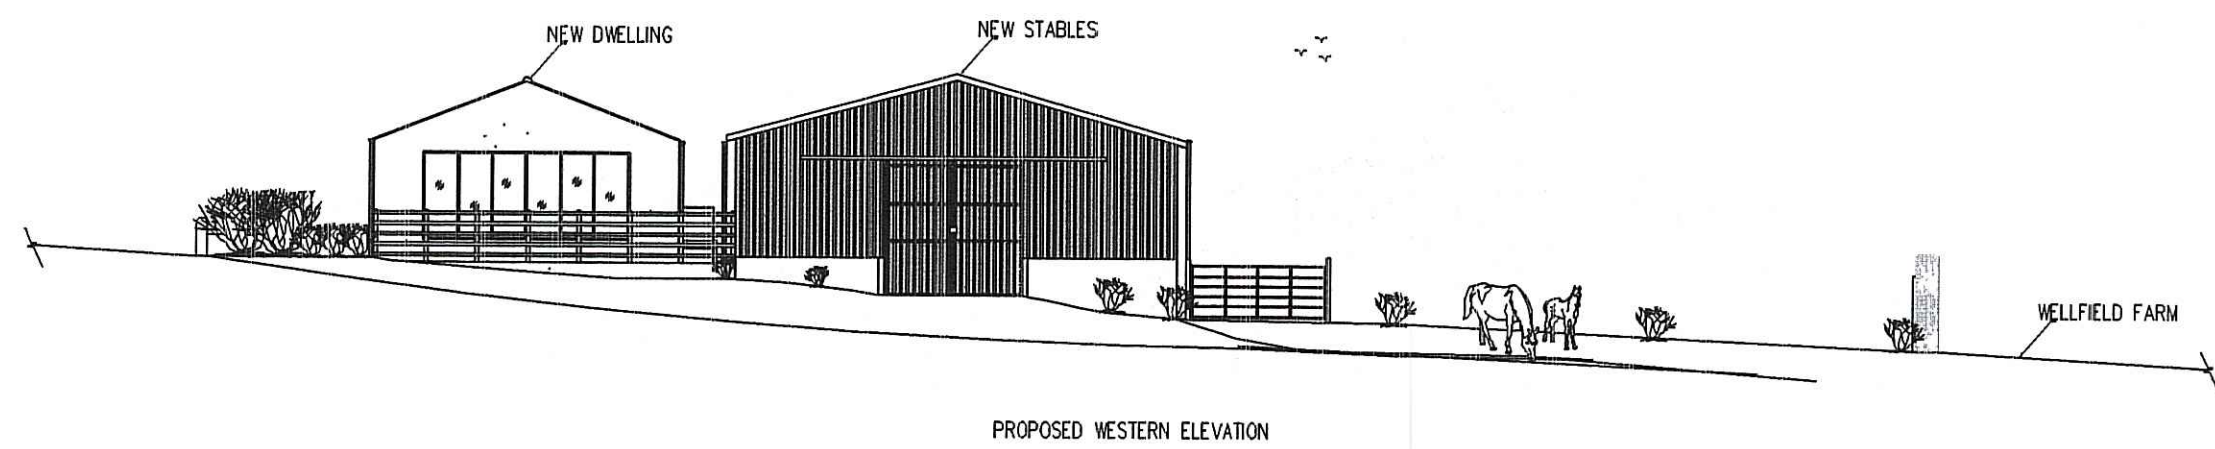 NEW DWELLING
NEW STABLES
WELLFIELD FARM
PROPOSED WESTERN ELEVATION